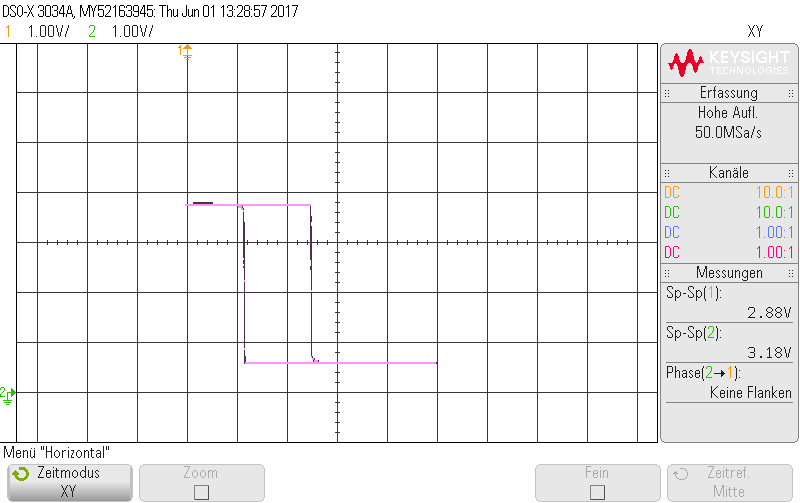 DSO-X 3034A, MY52163945: Thu Jun 01 13:28:57 2017
1 1.00V/ 2 1.00V/ XY
1
KEYSIGHT
TECHNOLOGIES
Erfassung
Hohe Aufl.
50.0MSa/s
Kanäle
DC 10.0:1
DC 10.0:1
DC 1.00:1
DC 1.00:1
Messungen
Sp-Sp(1):
2.88V
Sp-Sp(2):
3.18V
2
Phase(2→1):
Keine Flanken
Menü "Horizontal"
Zeitmodus
XY
Zoom
Fein
Zeitref.
Mitte